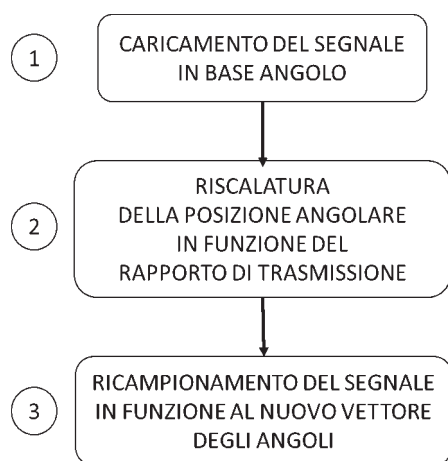 1
CARICAMENTO DEL SEGNALE
IN BASE ANGOLO
2
RISCALATURA
DELLA POSIZIONE ANGOLARE
IN FUNZIONE DEL
RAPPORTO DI TRASMISSIONE
3
RICAMPIONAMENTO DEL SEGNALE
IN FUNZIONE AL NUOVO VETTORE
DEGLI ANGOLI